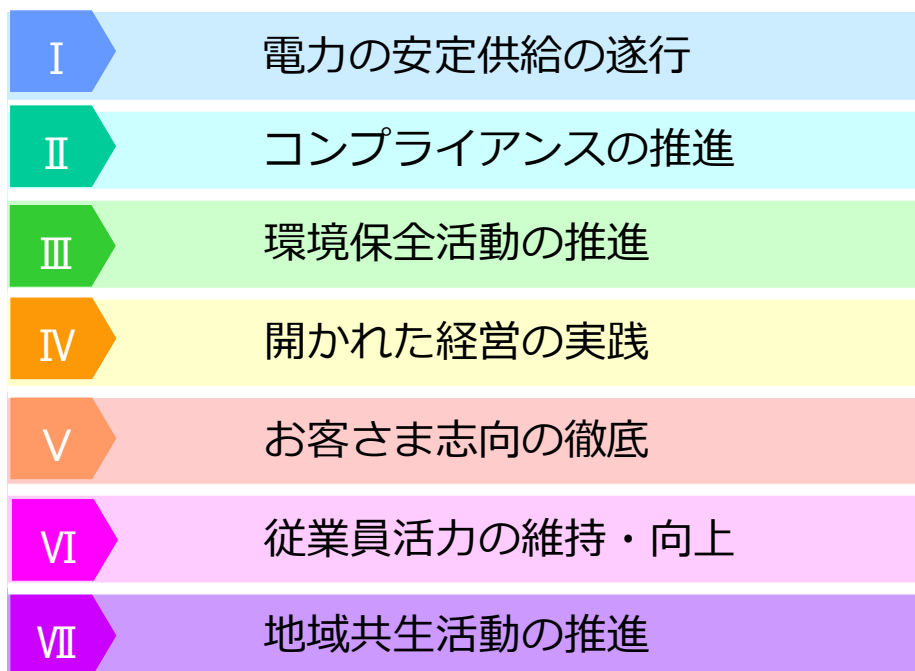 Ⅰ 電力の安定供給の遂行
Ⅱ コンプライアンスの推進
Ⅲ 環境保全活動の推進
Ⅳ 開かれた経営の実践
Ⅴ お客さま志向の徹底
Ⅵ 従業員活力の維持・向上
Ⅶ 地域共生活動の推進